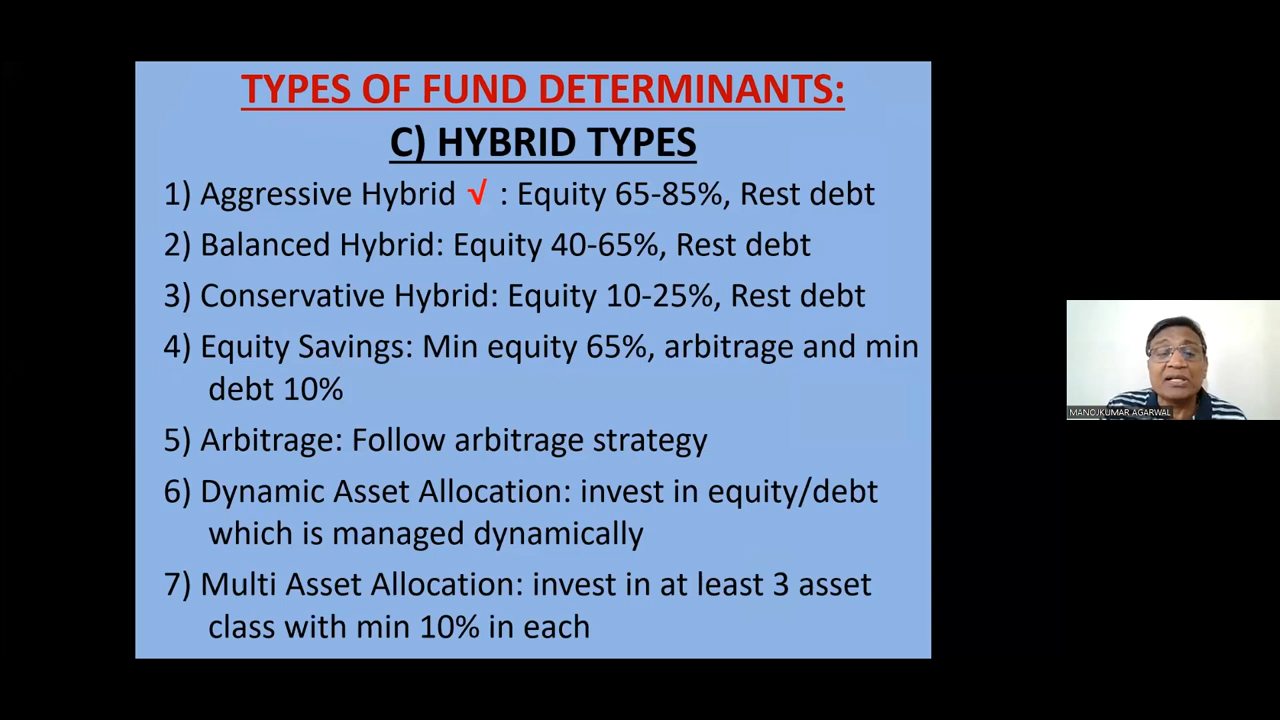 TYPES OF FUND DETERMINANTS:
C) HYBRID TYPES
1) Aggressive Hybrid √ : Equity 65-85%, Rest debt
2) Balanced Hybrid: Equity 40-65%, Rest debt
3) Conservative Hybrid: Equity 10-25%, Rest debt
4) Equity Savings: Min equity 65%, arbitrage and min
debt 10%
5) Arbitrage: Follow arbitrage strategy
6) Dynamic Asset Allocation: invest in equity/debt
which is managed dynamically
7) Multi Asset Allocation: invest in at least 3 asset
class with min 10% in each
MANOJKUMAR AGARWAL